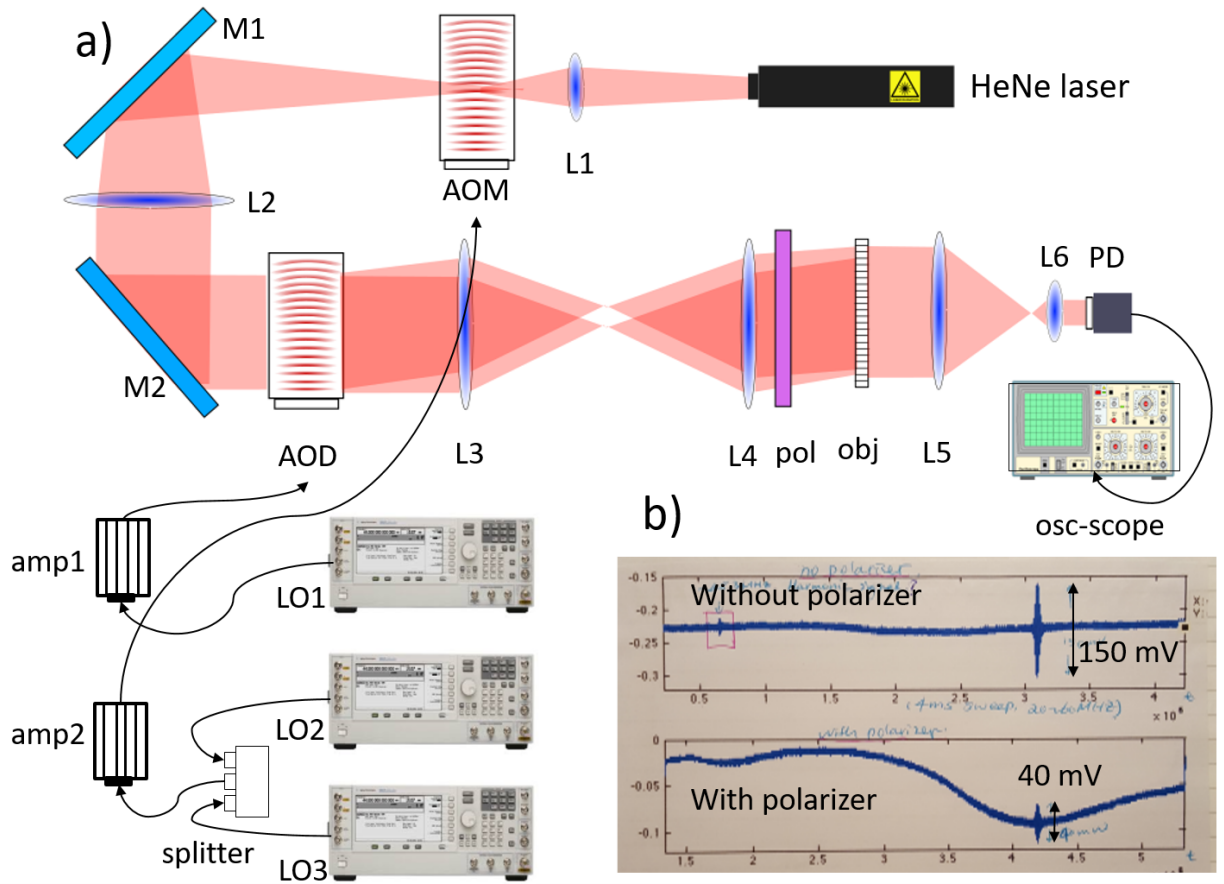 a)
M1
HeNe laser
L1
AOM
L2
L6
PD
M2
AOD
L3
L4
pol
obj
L5
osc-scope
amp1
LO1
b)
no polarizer
Without polarizer
-0.15
-0.2
-0.25
-0.3
150 mV
X:
Y:
0.5
1
1.5
2
2.5
3
3.5
4
t
(4ms sweep, 20-60MHz)
amp2
LO2
with polarizer
With polarizer
0
-0.05
-0.1
40 mV
1.5
2
2.5
3
3.5
4
4.5
5
t
splitter
LO3